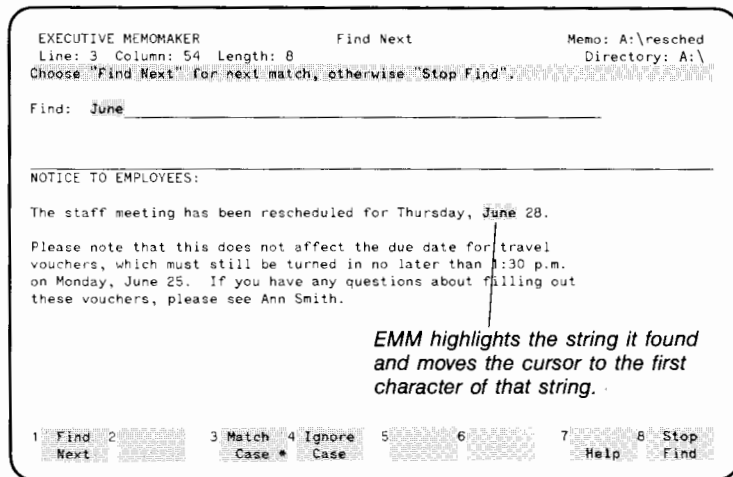 EXECUTIVE MEMOMAKER Find Next Memo: A:\resched
Line: 3 Column: 54 Length: 8 Directory: A:\
Choose "Find Next" for next match, otherwise "Stop Find".
Find: June
NOTICE TO EMPLOYEES:
The staff meeting has been rescheduled for Thursday, June 28.
Please note that this does not affect the due date for travel
vouchers, which must still be turned in no later than 1:30 p.m.
on Monday, June 25. If you have any questions about filling out
these vouchers, please see Ann Smith.
EMM highlights the string it found
and moves the cursor to the first
character of that string.
1 Find 2 3 Match 4 Ignore 5 6 7 8 Stop
Next Case * Case Help Find